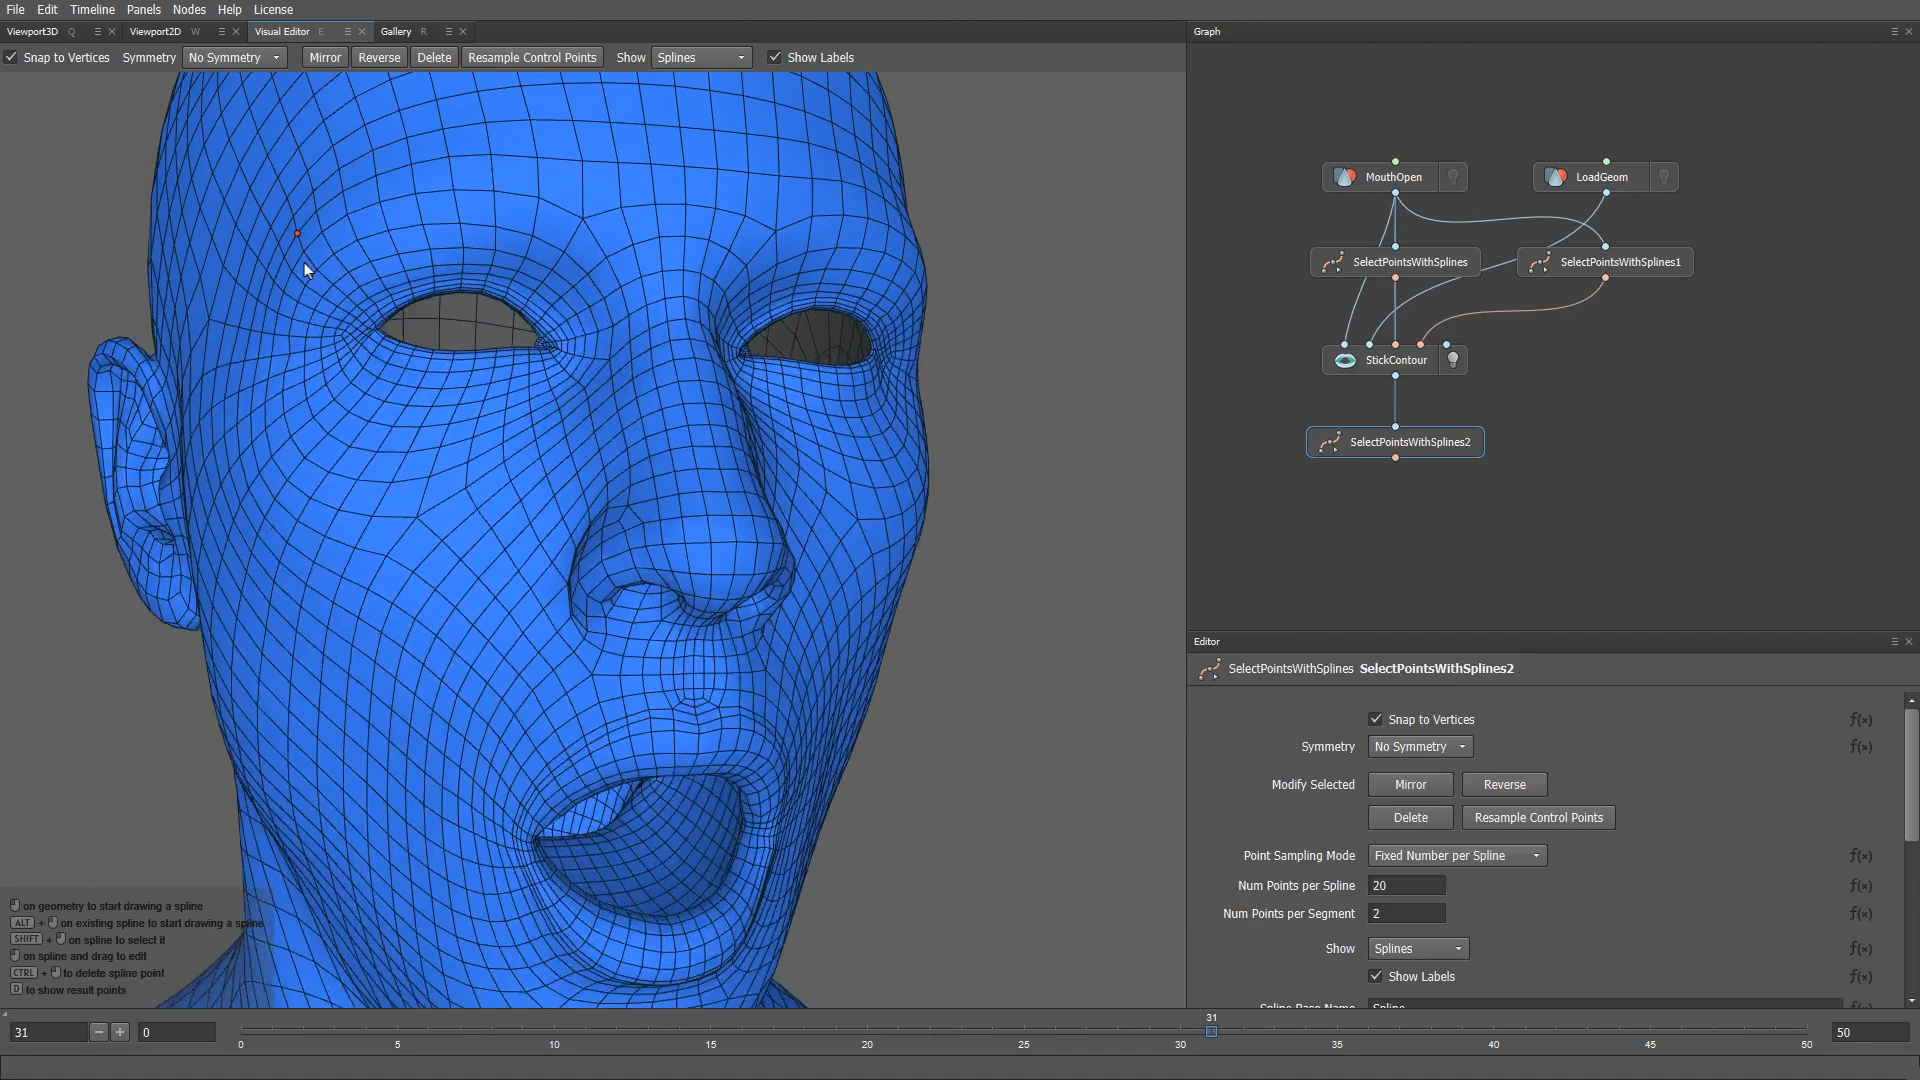 File Edit Timeline Panels Nodes Help License
Viewport3D Q Viewport2D W Visual Editor E Gallery R
Graph
Snap to Vertices Symmetry No Symmetry Mirror Reverse Delete Resample Control Points Show Splines Show Labels
MouthOpen LoadGeom
SelectPointsWithSplines SelectPointsWithSplines1
StickContour
SelectPointsWithSplines2
Editor
SelectPointsWithSplines SelectPointsWithSplines2
Snap to Vertices f(x)
Symmetry No Symmetry f(x)
Modify Selected Mirror Reverse
Delete Resample Control Points
Point Sampling Mode Fixed Number per Spline f(x)
Num Points per Spline 20 f(x)
Num Points per Segment 2 f(x)
Show Splines f(x)
Show Labels f(x)
Spline Base Name Spline f(x)
on geometry to start drawing a spline
ALT + on existing spline to start drawing a spline
SHIFT + on spline to select it
on spline and drag to edit
CTRL + to delete spline point
D to show result points
31
31 0 50
0 5 10 15 20 25 30 35 40 45 50